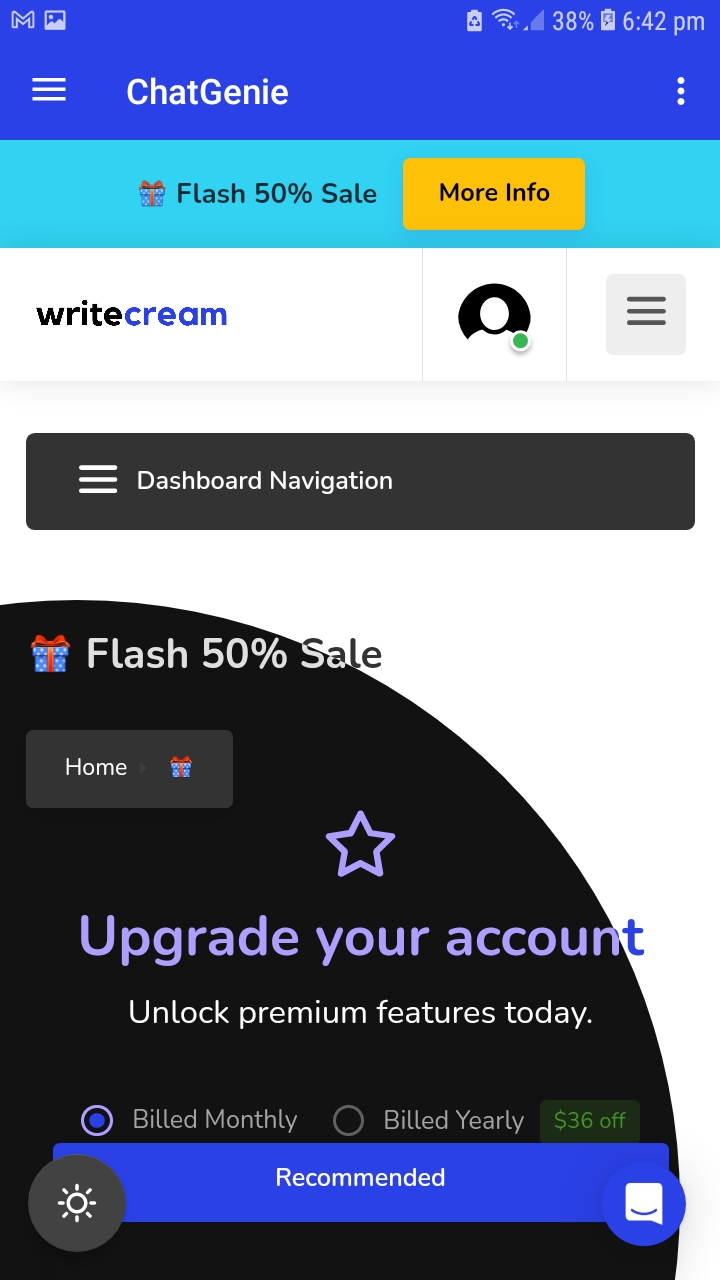 38% 6:42 pm
ChatGenie
Flash 50% Sale
More Info
writecream
Dashboard Navigation
Flash 50% Sale
Home
Upgrade your account
Unlock premium features today.
Billed Monthly Billed Yearly $36 off
Recommended